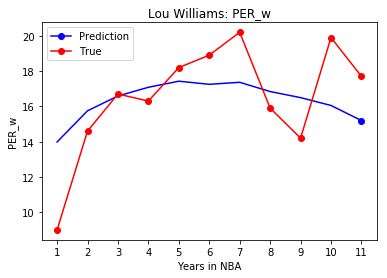 Lou Williams: PER_w
Prediction
True
PER_w
20
18
16
14
12
10
1 2 3 4 5 6 7 8 9 10 11
Years in NBA